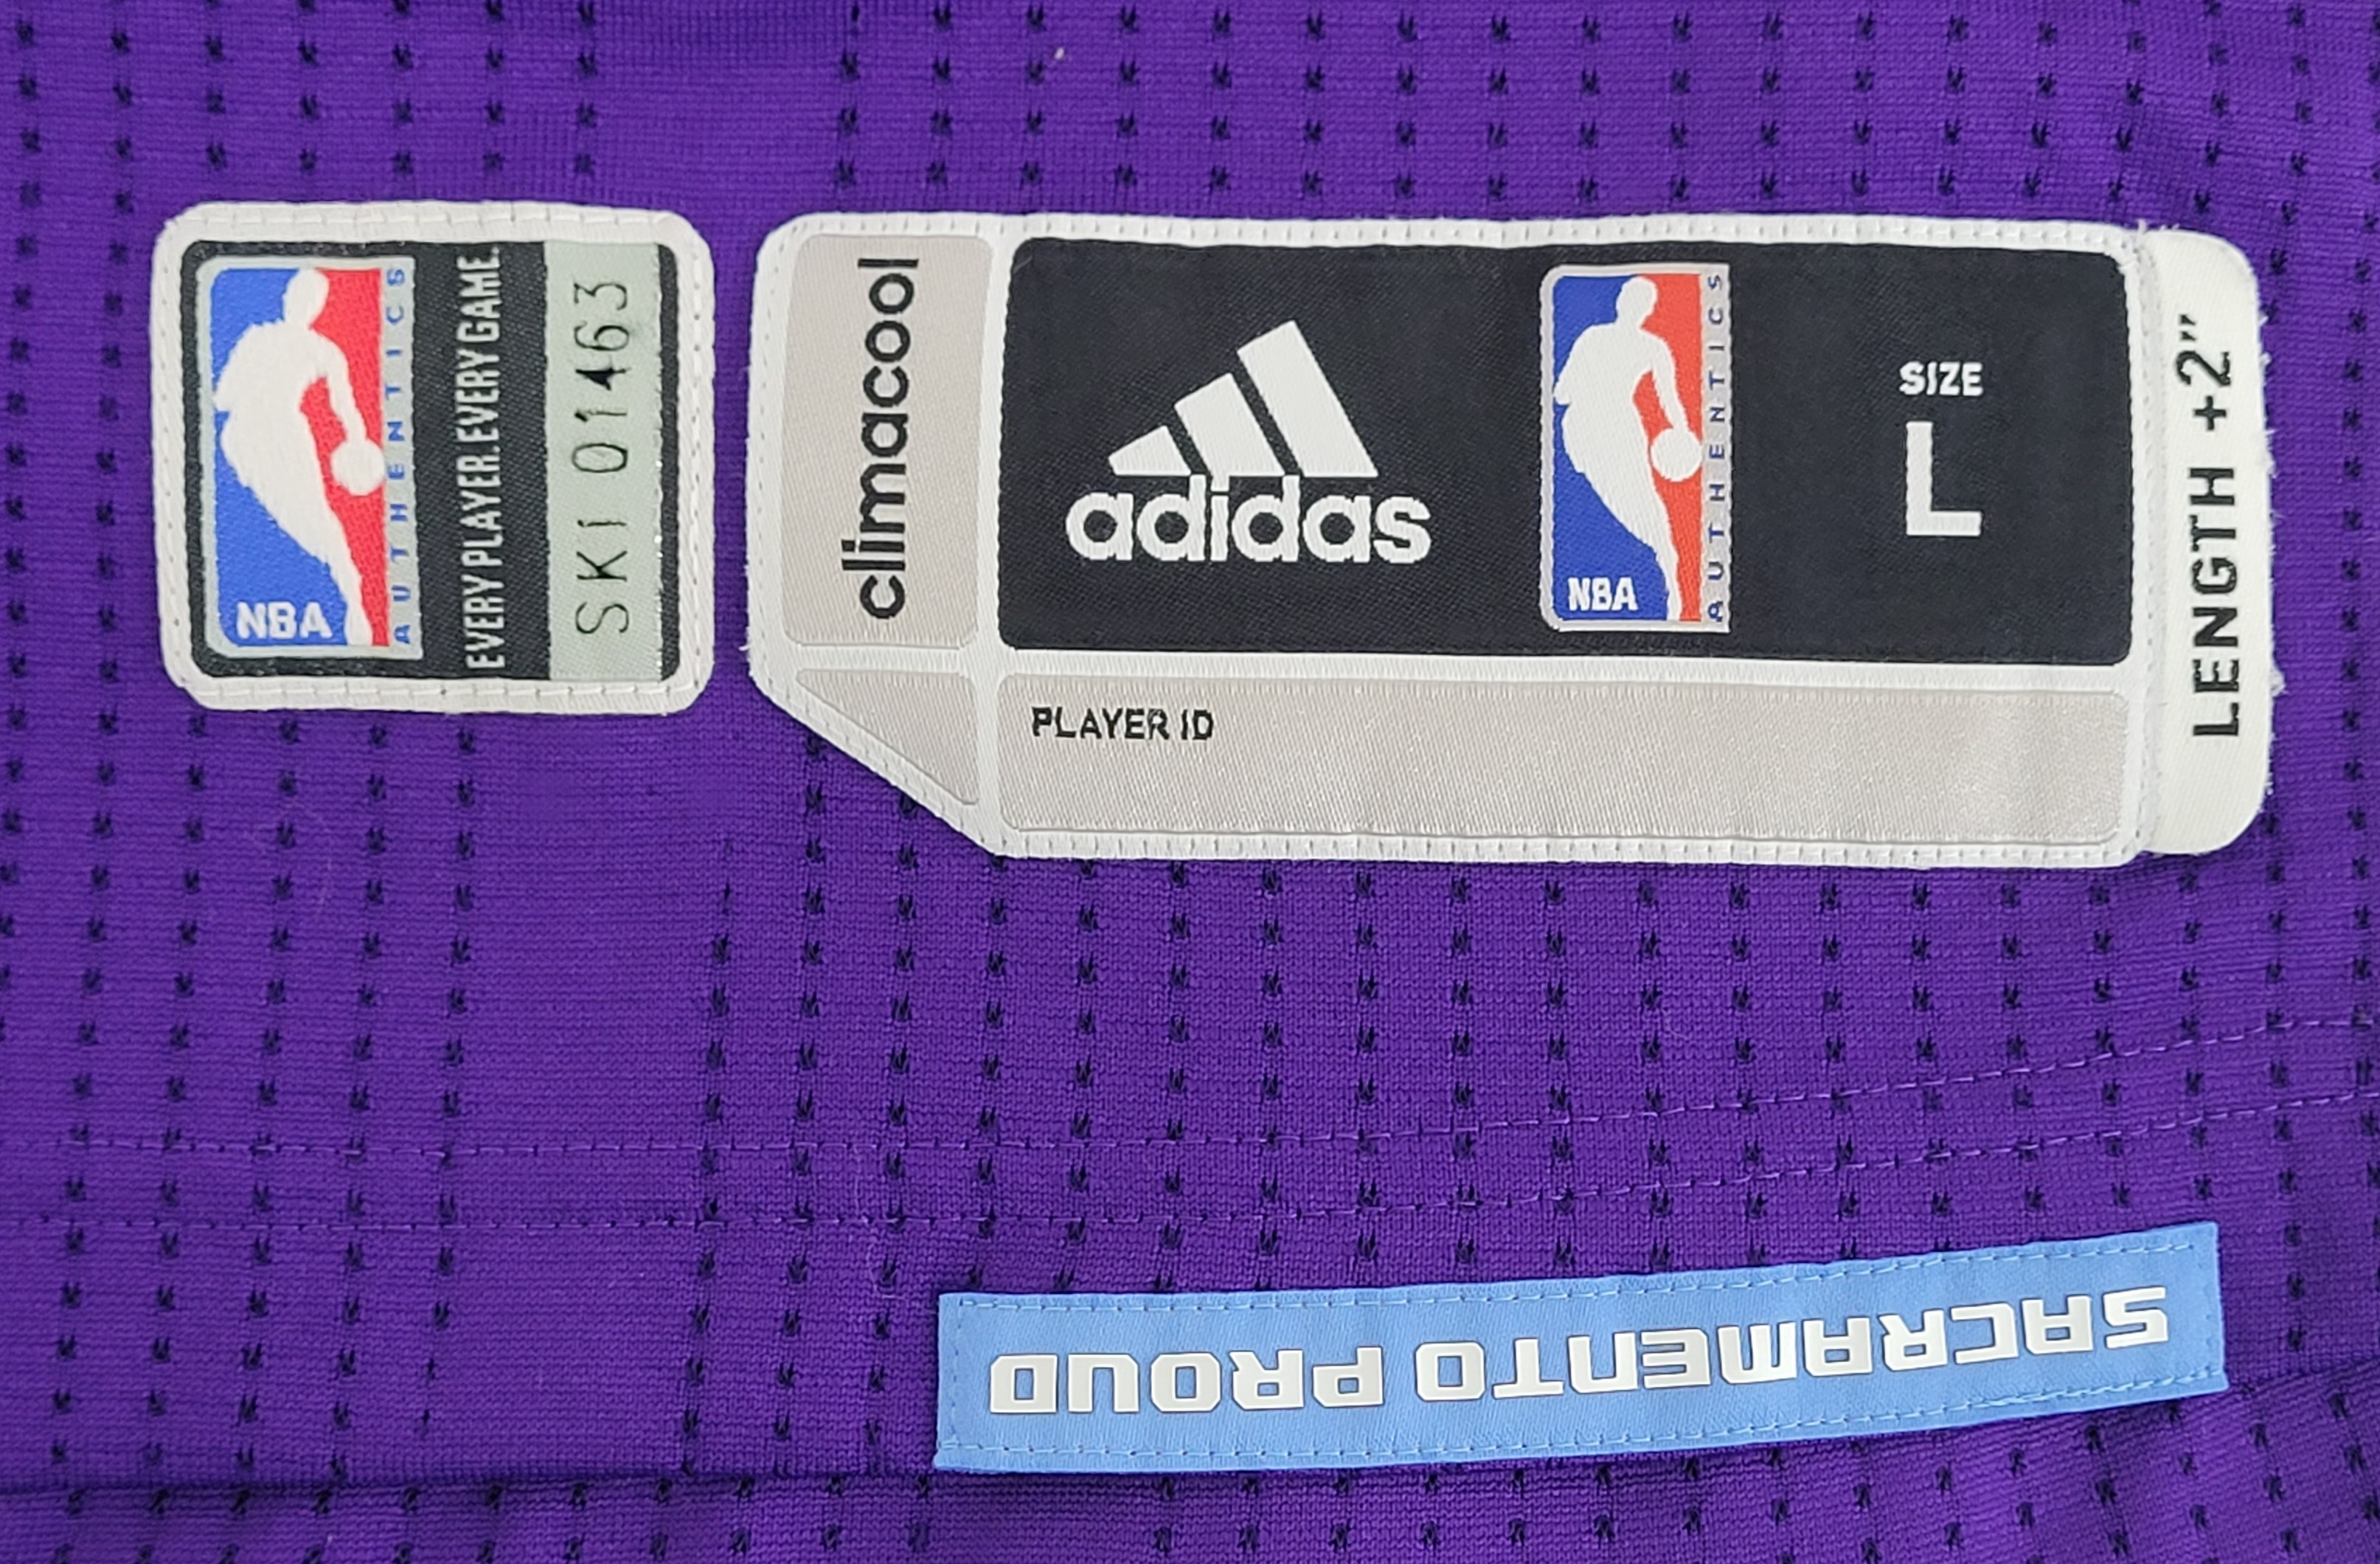 NBA
AUTHENTICS
EVERY PLAYER. EVERY GAME.
SKI 01463
climacool
adidas
NBA
AUTHENTICS
SIZE
L
LENGTH +2"
PLAYER ID
SACRAMENTO PROUD